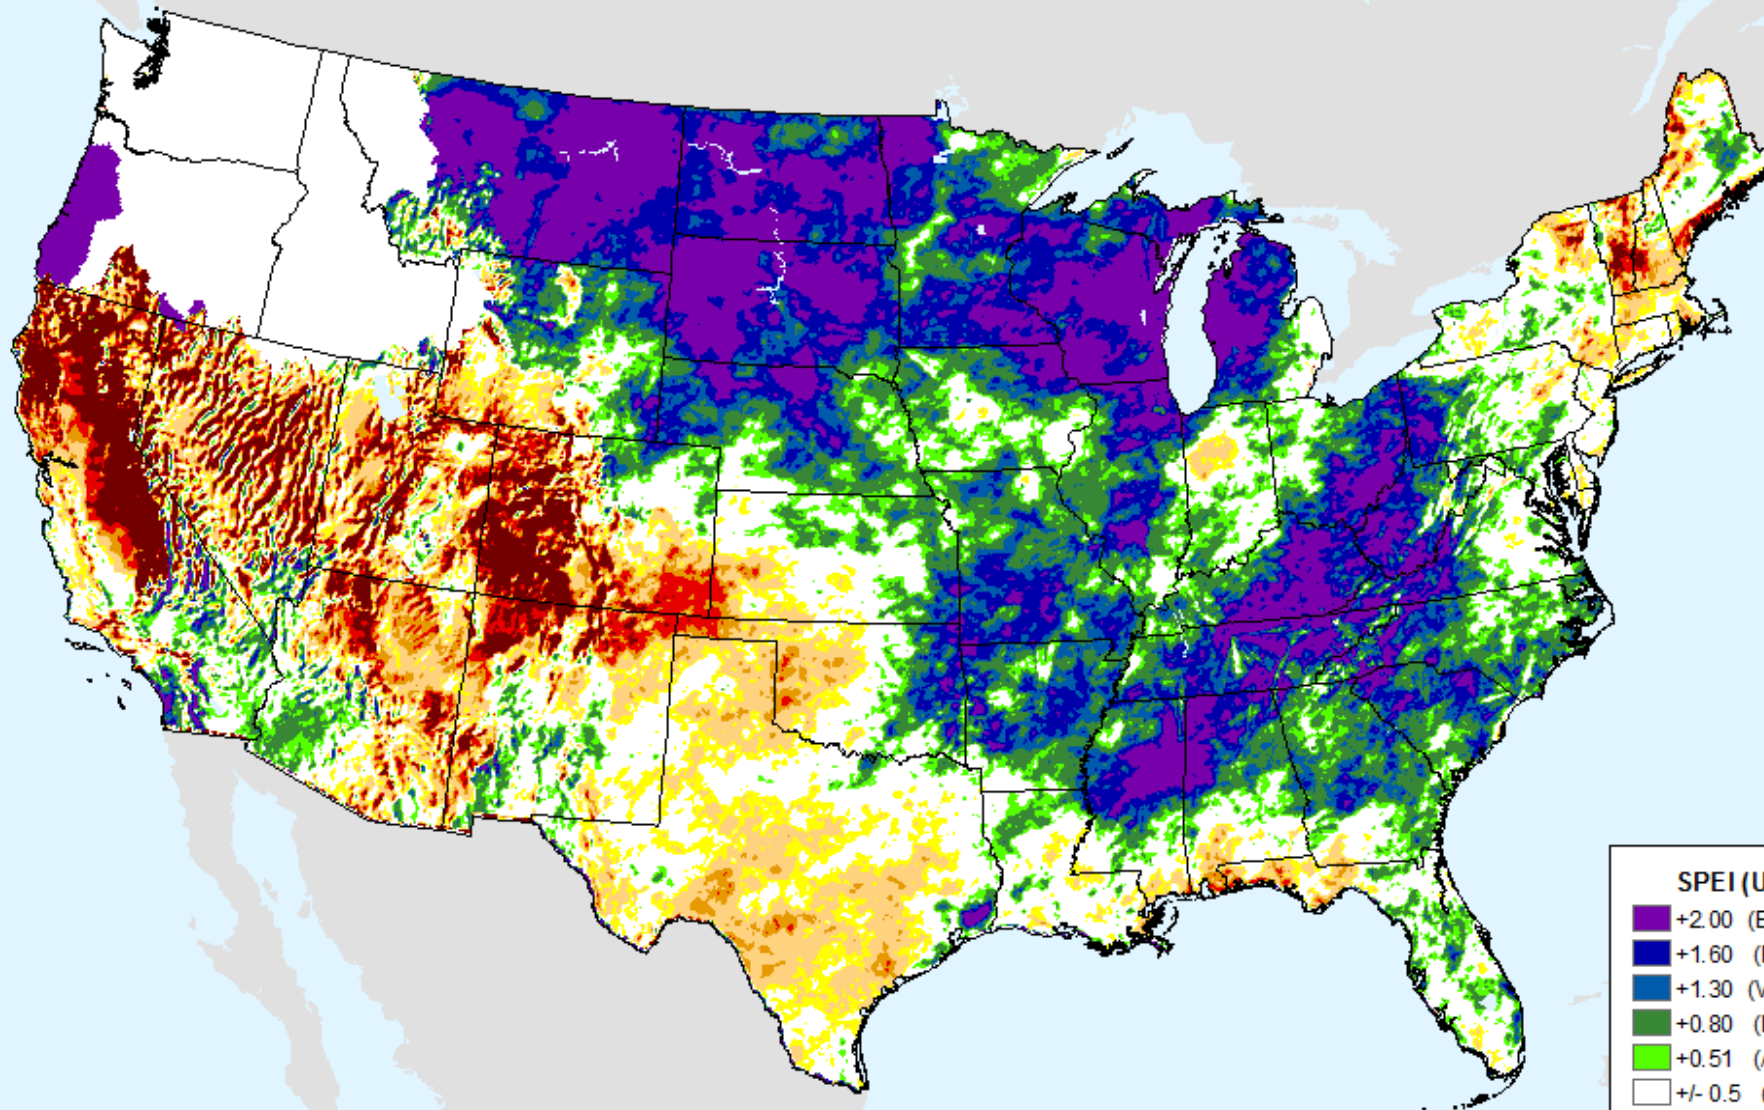 SPEI (U
+2.00 (E
+1.60 (
+1.30 (V
+0.80 (
+0.51 (
+/- 0.5 (